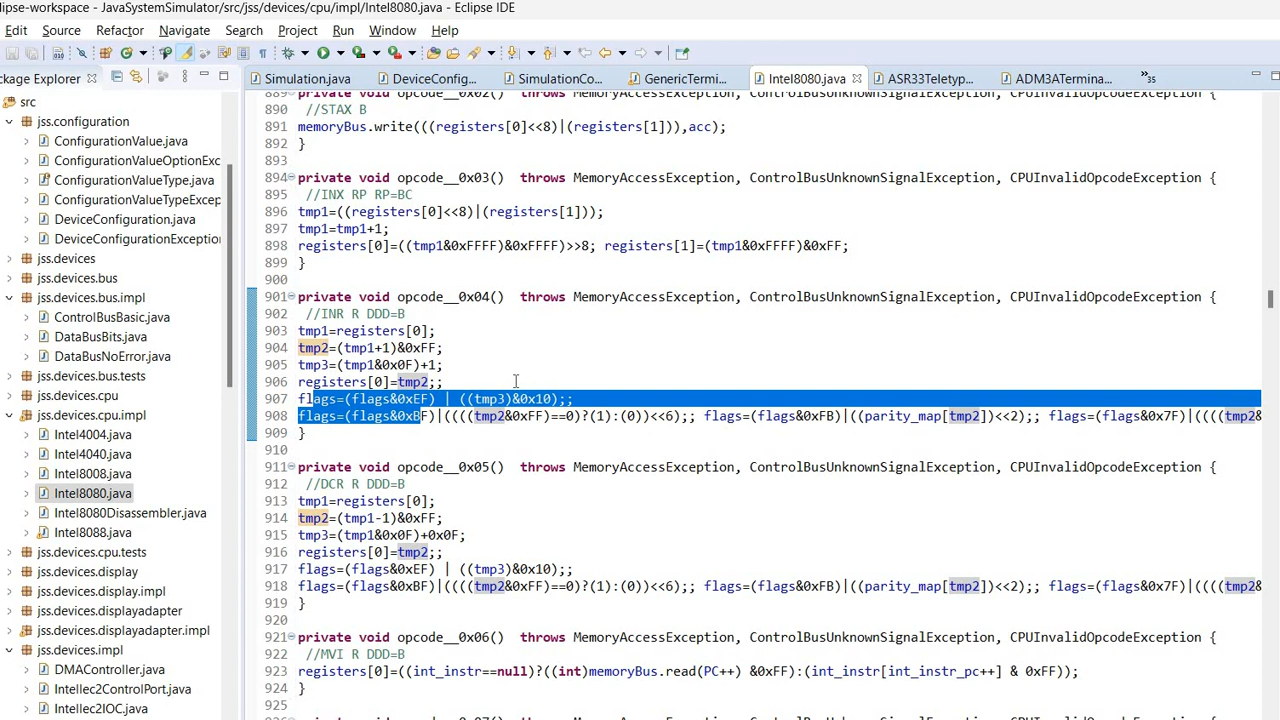 lipse-workspace - JavaSystemSimulator/src/jss/devices/cpu/impl/Intel8080.java - Eclipse IDE
Edit Source Refactor Navigate Search Project Run Window Help
ackage Explorer
Simulation.java
DeviceConfig...
SimulationCo...
GenericTermi...
Intel8080.java
ASR33Teletyp...
ADM3ATermina...
»35
src
jss.configuration
ConfigurationValue.java
ConfigurationValueOptionExc
ConfigurationValueType.java
ConfigurationValueTypeExcep
DeviceConfiguration.java
DeviceConfigurationException
jss.devices
jss.devices.bus
jss.devices.bus.impl
ControlBusBasic.java
DataBusBits.java
DataBusNoError.java
jss.devices.bus.tests
jss.devices.cpu
jss.devices.cpu.impl
Intel4004.java
Intel4040.java
Intel8008.java
Intel8080.java
Intel8080Disassembler.java
Intel8088.java
jss.devices.cpu.tests
jss.devices.display
jss.devices.display.impl
jss.devices.displayadapter
jss.devices.displayadapter.impl
jss.devices.impl
DMAController.java
Intellec2ControlPort.java
Intellec2IOC.java
889 private void opcode__0x02()  throws MemoryAccessException, ControlBusUnknownSignalException, CPUInvalidOpcodeException {
890 //STAX B
891 memoryBus.write(((registers[0]<<8)|(registers[1])),acc);
892 }
893
894 private void opcode__0x03()  throws MemoryAccessException, ControlBusUnknownSignalException, CPUInvalidOpcodeException {
895 //INX RP RP=BC
896 tmp1=((registers[0]<<8)|(registers[1]));
897 tmp1=tmp1+1;
898 registers[0]=((tmp1&0xFFFF)&0xFFFF)>>8; registers[1]=(tmp1&0xFFFF)&0xFF;
899 }
900
901 private void opcode__0x04()  throws MemoryAccessException, ControlBusUnknownSignalException, CPUInvalidOpcodeException {
902 //INR R DDD=B
903 tmp1=registers[0];
904 tmp2=(tmp1+1)&0xFF;
905 tmp3=(tmp1&0x0F)+1;
906 registers[0]=tmp2;;
907 flags=(flags&0xEF) | ((tmp3)&0x10);;
908 flags=(flags&0xBF)|((((tmp2&0xFF)==0)?(1):(0))<<6);; flags=(flags&0xFB)|((parity_map[tmp2])<<2);; flags=(flags&0x7F)|((((tmp2&
909 }
910
911 private void opcode__0x05()  throws MemoryAccessException, ControlBusUnknownSignalException, CPUInvalidOpcodeException {
912 //DCR R DDD=B
913 tmp1=registers[0];
914 tmp2=(tmp1-1)&0xFF;
915 tmp3=(tmp1&0x0F)+0x0F;
916 registers[0]=tmp2;;
917 flags=(flags&0xEF) | ((tmp3)&0x10);;
918 flags=(flags&0xBF)|((((tmp2&0xFF)==0)?(1):(0))<<6);; flags=(flags&0xFB)|((parity_map[tmp2])<<2);; flags=(flags&0x7F)|((((tmp2&
919 }
920
921 private void opcode__0x06()  throws MemoryAccessException, ControlBusUnknownSignalException, CPUInvalidOpcodeException {
922 //MVI R DDD=B
923 registers[0]=((int_instr==null)?((int)memoryBus.read(PC++) &0xFF):(int_instr[int_instr_pc++] & 0xFF));
924 }
925